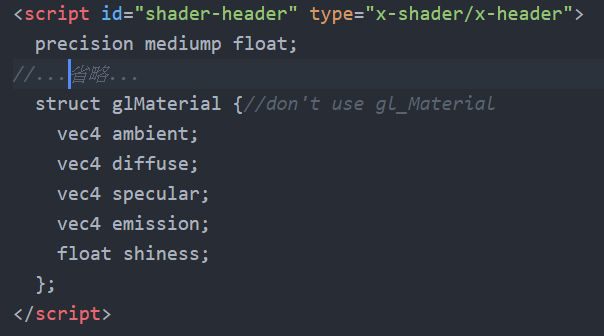 <script id="shader-header" type="x-shader/x-header">
precision mediump float;
//...省略...
struct glMaterial {//don't use gl_Material
vec4 ambient;
vec4 diffuse;
vec4 specular;
vec4 emission;
float shiness;
};
</script>